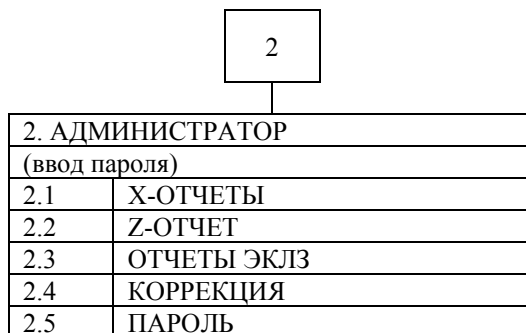 2
2. АДМИНИСТРАТОР
(ввод пароля)
2.1 X-ОТЧЕТЫ
2.2 Z-ОТЧЕТ
2.3 ОТЧЕТЫ ЭКЛЗ
2.4 КОРРЕКЦИЯ
2.5 ПАРОЛЬ